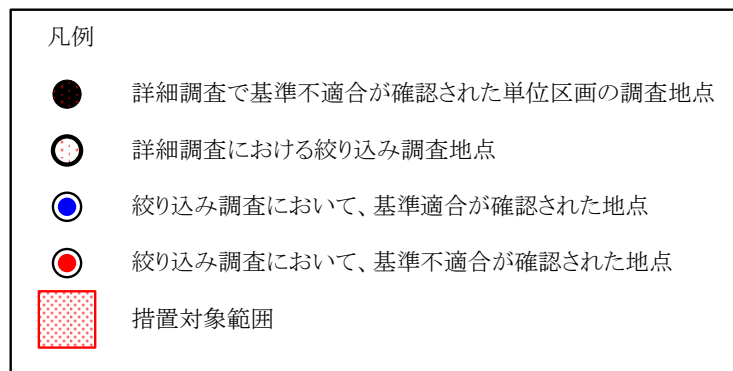 凡例
詳細調査で基準不適合が確認された単位区画の調査地点
詳細調査における絞り込み調査地点
絞り込み調査において、基準適合が確認された地点
絞り込み調査において、基準不適合が確認された地点
措置対象範囲